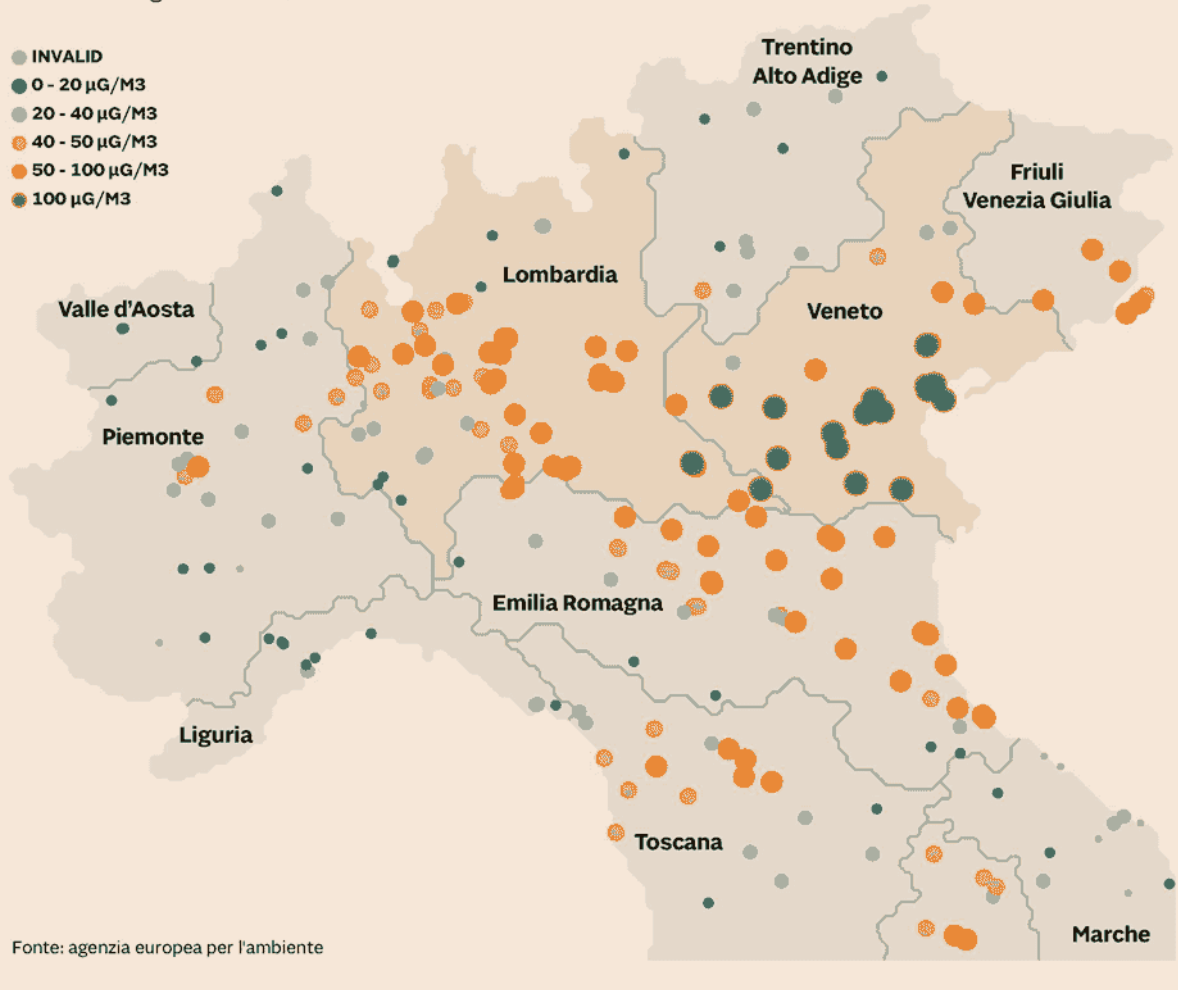 INVALID
0 - 20 µG/M3
20 - 40 µG/M3
40 - 50 µG/M3
50 - 100 µG/M3
100 µG/M3
Trentino
Alto Adige
Friuli
Venezia Giulia
Lombardia
Valle d'Aosta
Veneto
Piemonte
Emilia Romagna
Liguria
Toscana
Marche
Fonte: agenzia europea per l'ambiente